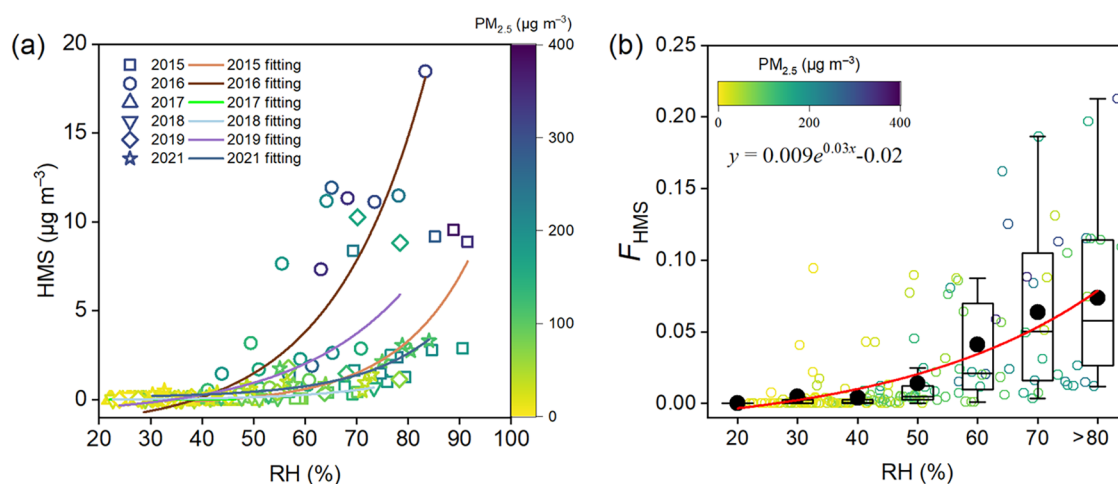 (a)
PM2.5 (µg m⁻³)
HMS (µg m⁻³)
20
15
10
5
0
2015 2015 fitting
2016 2016 fitting
2017 2017 fitting
2018 2018 fitting
2019 2019 fitting
2021 2021 fitting
400
300
200
100
0
20 30 40 50 60 70 80 90 100
RH (%)
(b)
FHMS
0.25
0.20
0.15
0.10
0.05
0.00
PM2.5 (µg m⁻³)
0 200 400
y = 0.009e^0.03x-0.02
20 30 40 50 60 70 >80
RH (%)